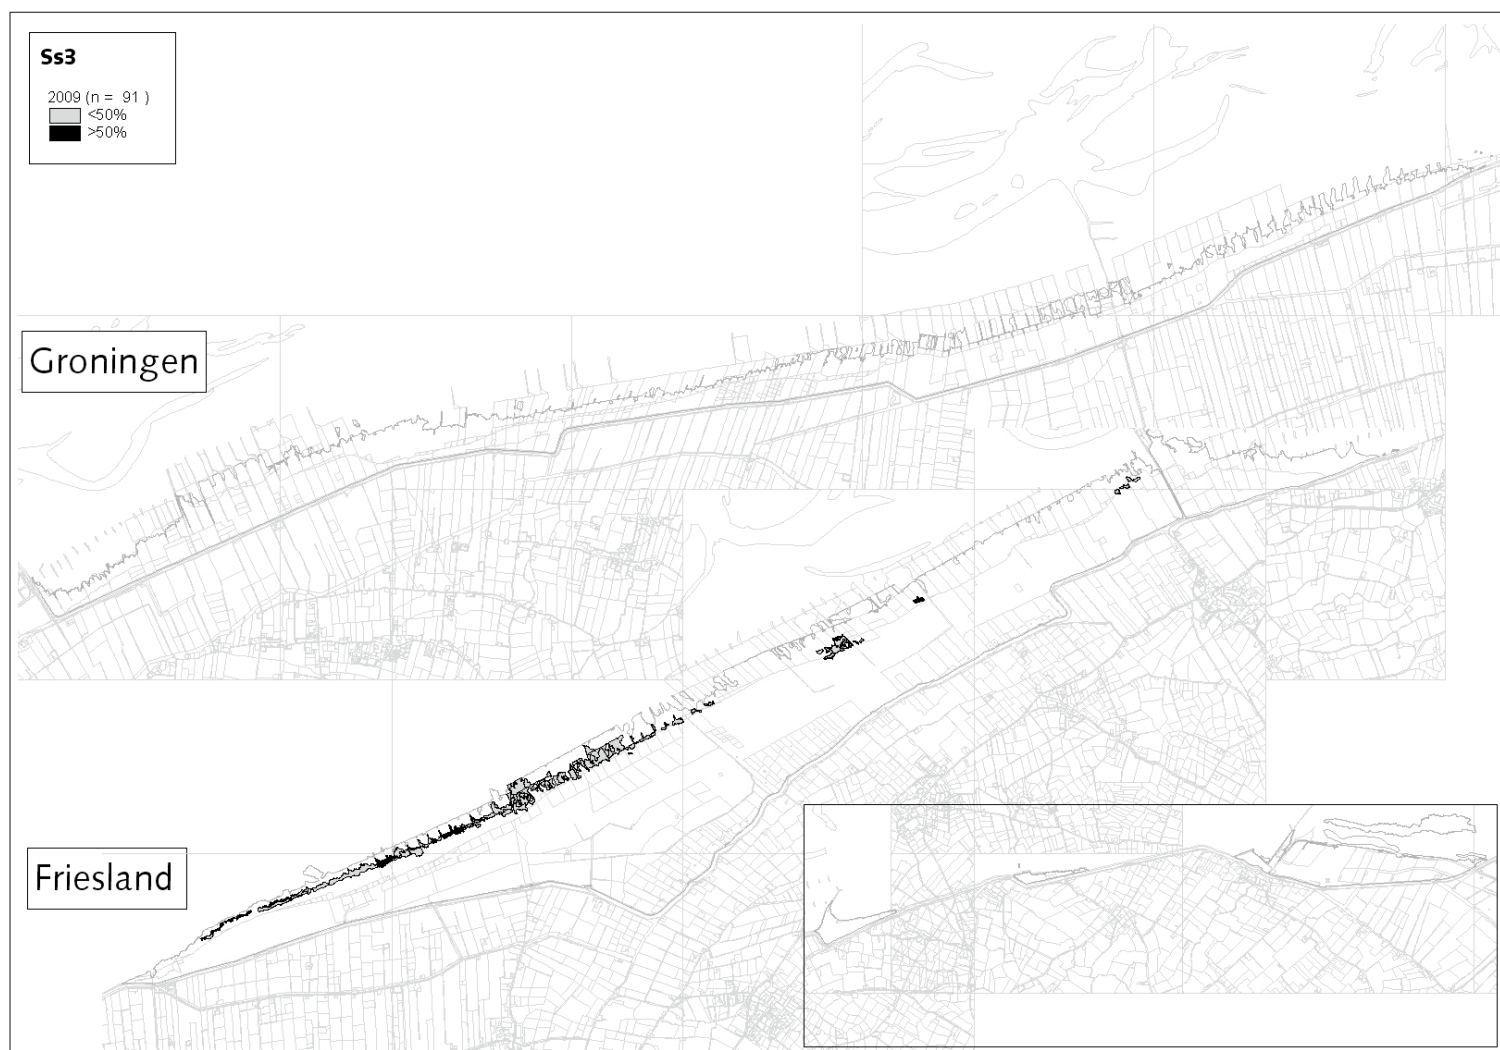 Ss3
2009 (n = 91 )
<50%
>50%
Groningen
Friesland